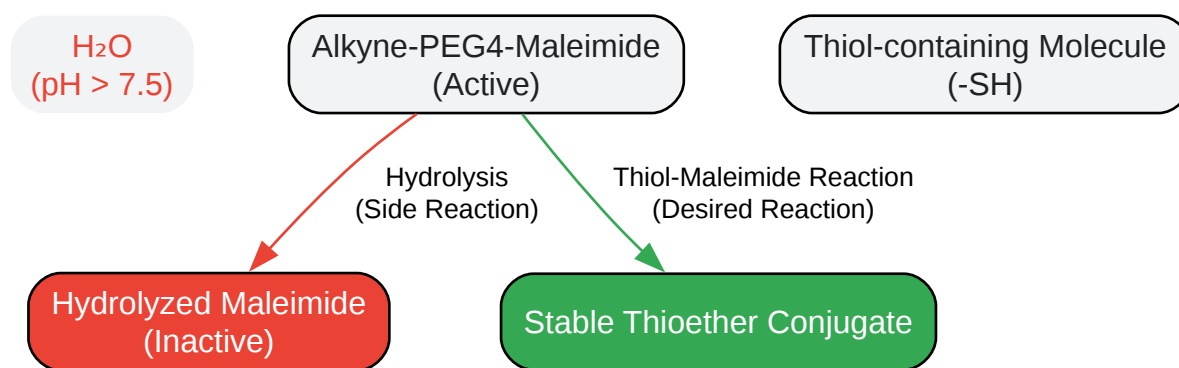 H₂O
(pH > 7.5)
Alkyne-PEG4-Maleimide
(Active)
Thiol-containing Molecule
(-SH)
Hydrolysis
(Side Reaction)
Thiol-Maleimide Reaction
(Desired Reaction)
Hydrolyzed Maleimide
(Inactive)
Stable Thioether Conjugate